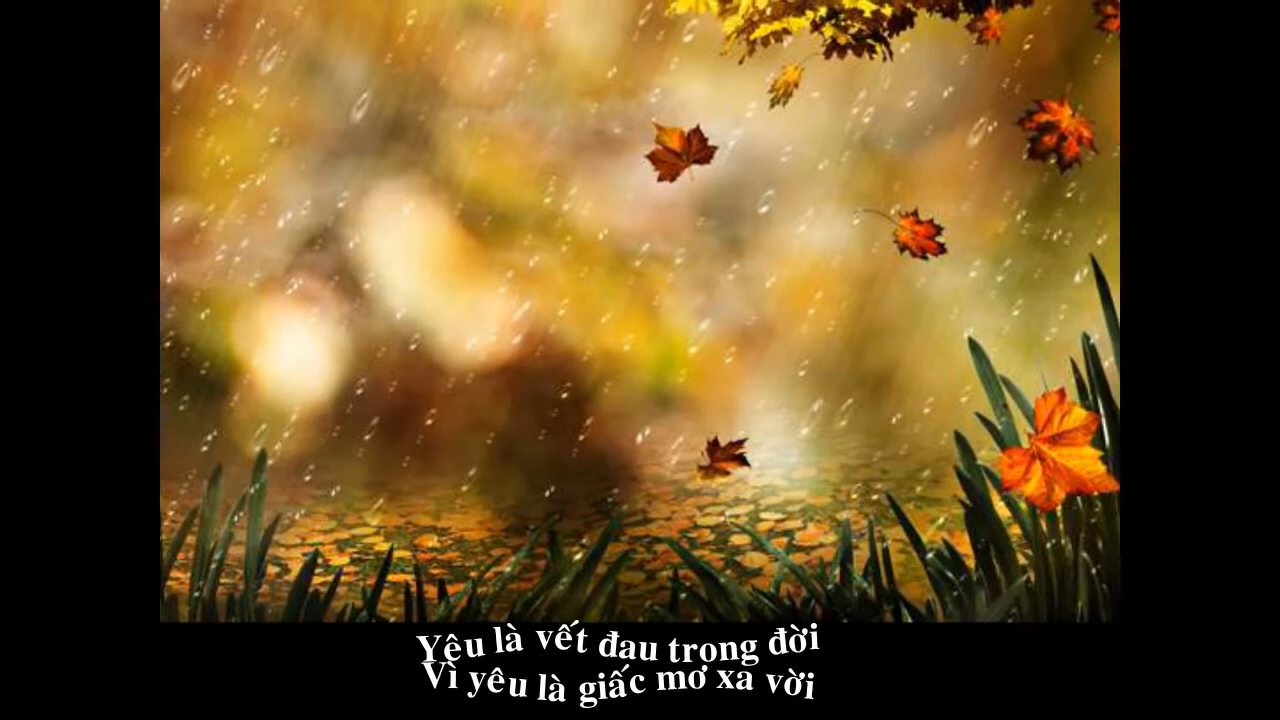 Yêu là vết đau trong đời
Vì yêu là giấc mơ xa vời